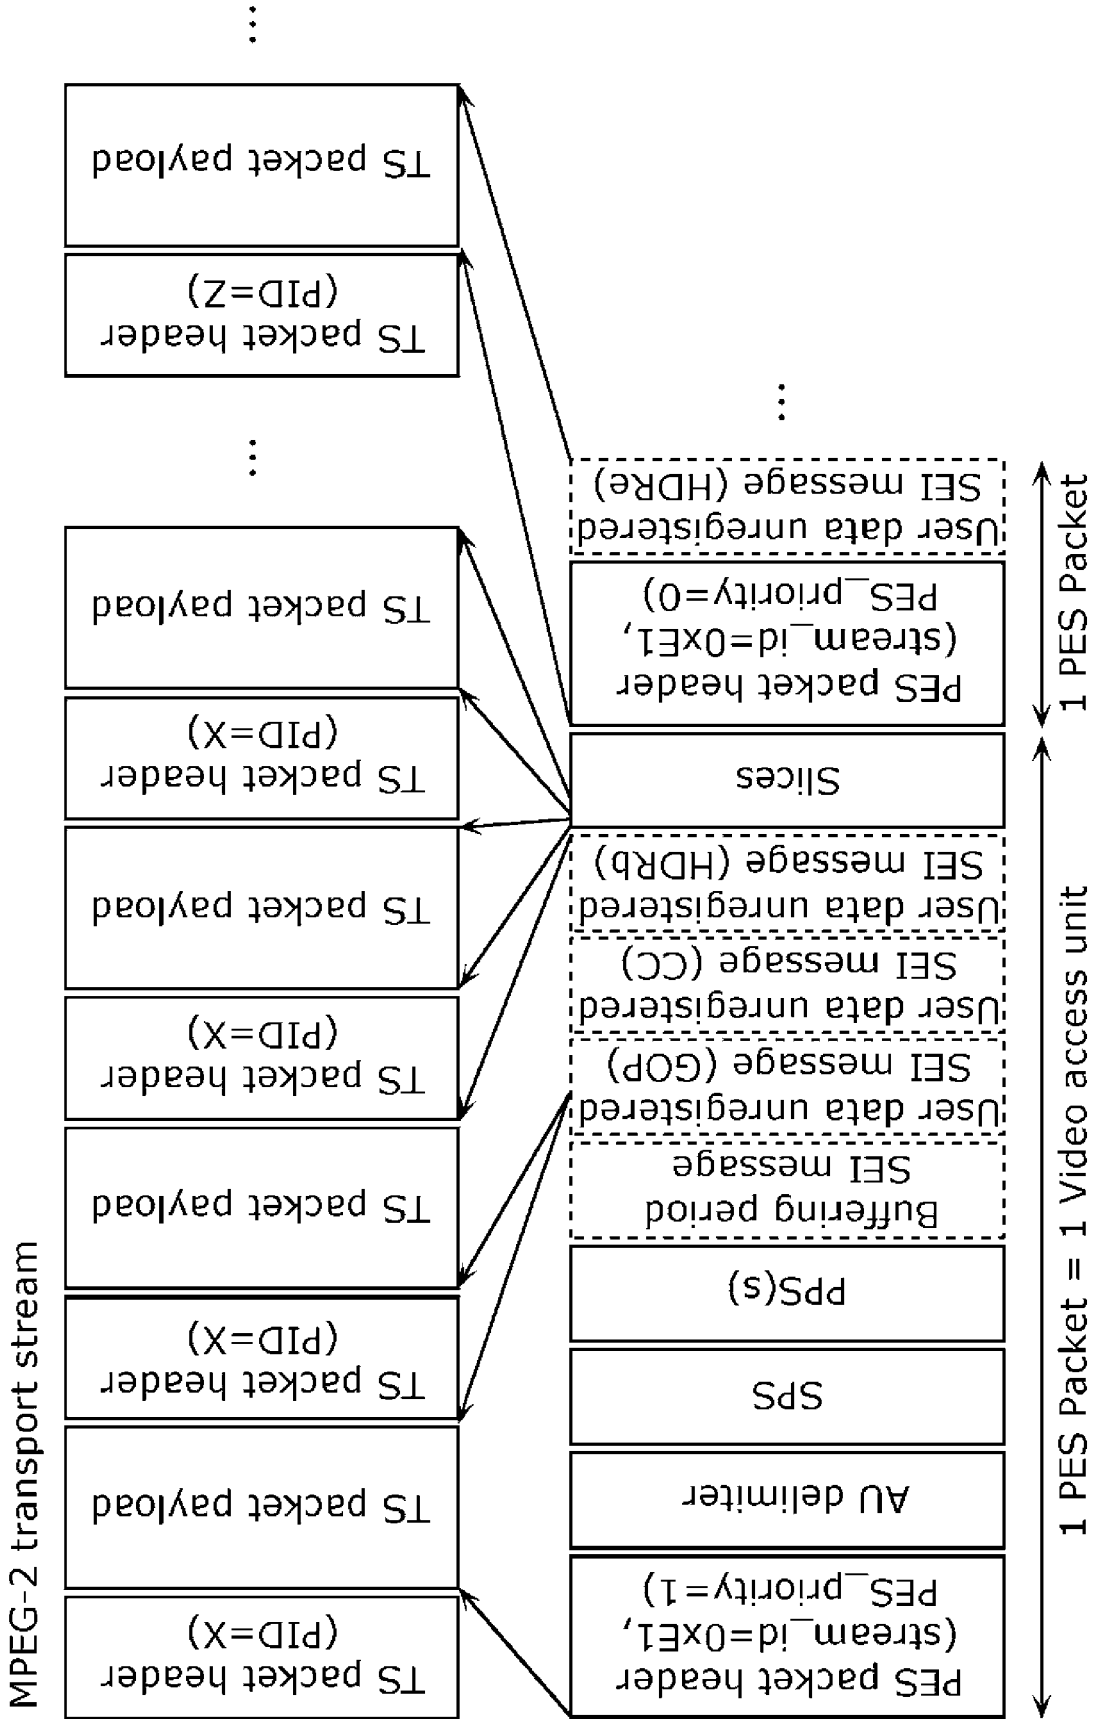 MPEG-2 transport stream
TS packet header
(PID=X)
TS packet payload
TS packet header
(PID=X)
TS packet payload
TS packet header
(PID=X)
TS packet payload
TS packet header
(PID=X)
TS packet payload
...
TS packet header
(PID=Z)
TS packet payload
...
PES packet header
(stream_id=0xE1,
PES_priority=1)
AU delimiter
SPS
PPS(s)
Buffering period
SEI message
User data unregistered
SEI message (GOP)
User data unregistered
SEI message (CC)
User data unregistered
SEI message (HDRb)
Slices
PES packet header
(stream_id=0xE1,
PES_priority=0)
User data unregistered
SEI message (HDRe)
...
1 PES Packet = 1 Video access unit
1 PES Packet